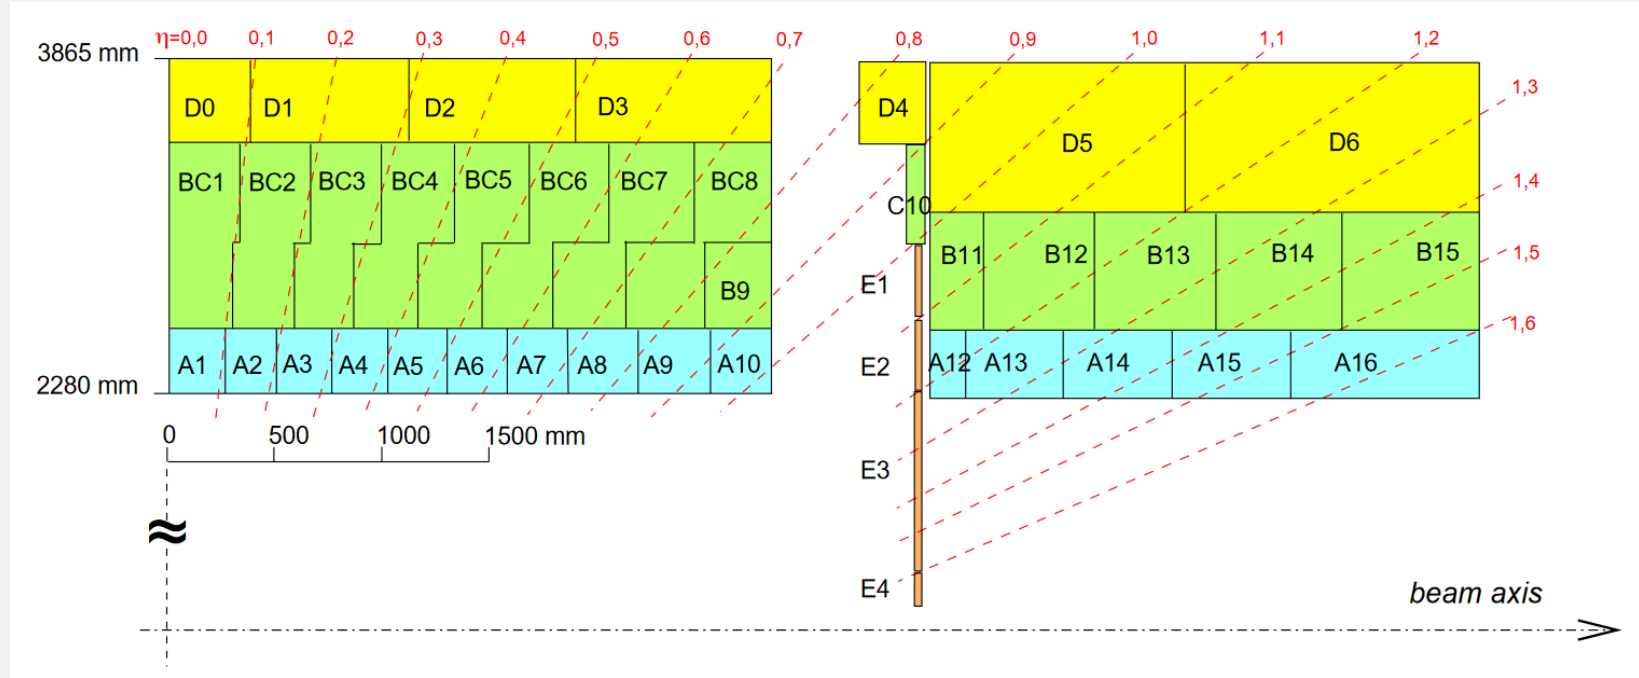 η=0,0 0,1 0,2 0,3 0,4 0,5 0,6 0,7 0,8 0,9 1,0 1,1 1,2
3865 mm
1,3
D0 D1 D2 D3 D4 D5 D6
BC1 BC2 BC3 BC4 BC5 BC6 BC7 BC8
1,4
C10
B11 B12 B13 B14 B15
1,5
B9
E1
1,6
A1 A2 A3 A4 A5 A6 A7 A8 A9 A10
E2
A12 A13 A14 A15 A16
2280 mm
0 500 1000 1500 mm
E3
E4
beam axis